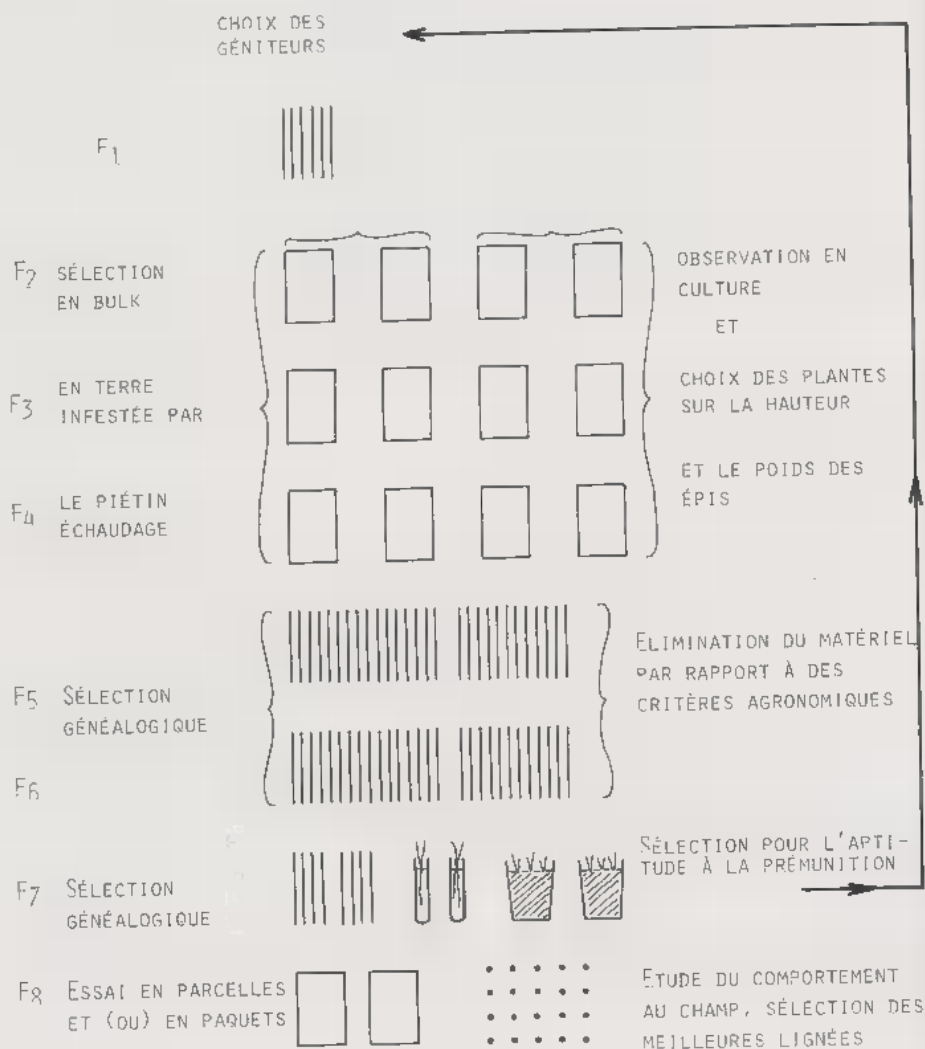 CHOIX DES
GÉNITEURS
F1
F2 SÉLECTION
EN BULK
OBSERVATION EN
CULTURE
ET
F3 EN TERRE
INFESTÉE PAR
CHOIX DES PLANTES
SUR LA HAUTEUR
F4 LE PIÉTIN
ÉCHAUDAGE
ET LE POIDS DES
ÉPIS
F5 SÉLECTION
GÉNÉALOGIQUE
ELIMINATION DU MATÉRIEL
PAR RAPPORT À DES
CRITÈRES AGRONOMIQUES
F6
F7 SÉLECTION
GÉNÉALOGIQUE
SÉLECTION POUR L'APTI-
TUDE À LA PRÉMUNITION
F8 ESSAI EN PARCELLES
ET (OU) EN PAQUETS
ETUDE DU COMPORTEMENT
AU CHAMP, SÉLECTION DES
MEILLEURES LIGNÉES